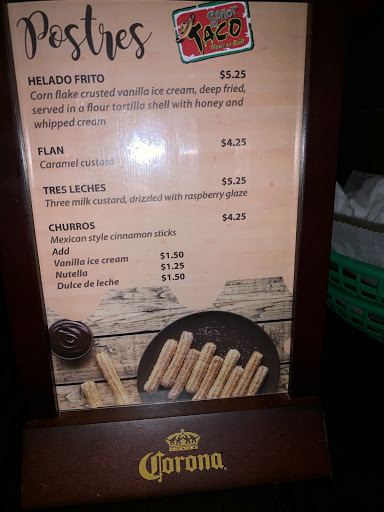 Postres
Señor
TACO
Mexican Grill
HELADO FRITO $5.25
Corn flake crusted vanilla ice cream, deep fried,
served in a flour tortilla shell with honey and
whipped cream
FLAN $4.25
Caramel custard
TRES LECHES $5.25
Three milk custard, drizzled with raspberry glaze
CHURROS $4.25
Mexican style cinnamon sticks
Add
Vanilla ice cream $1.50
Nutella $1.25
Dulce de leche $1.50
Corona